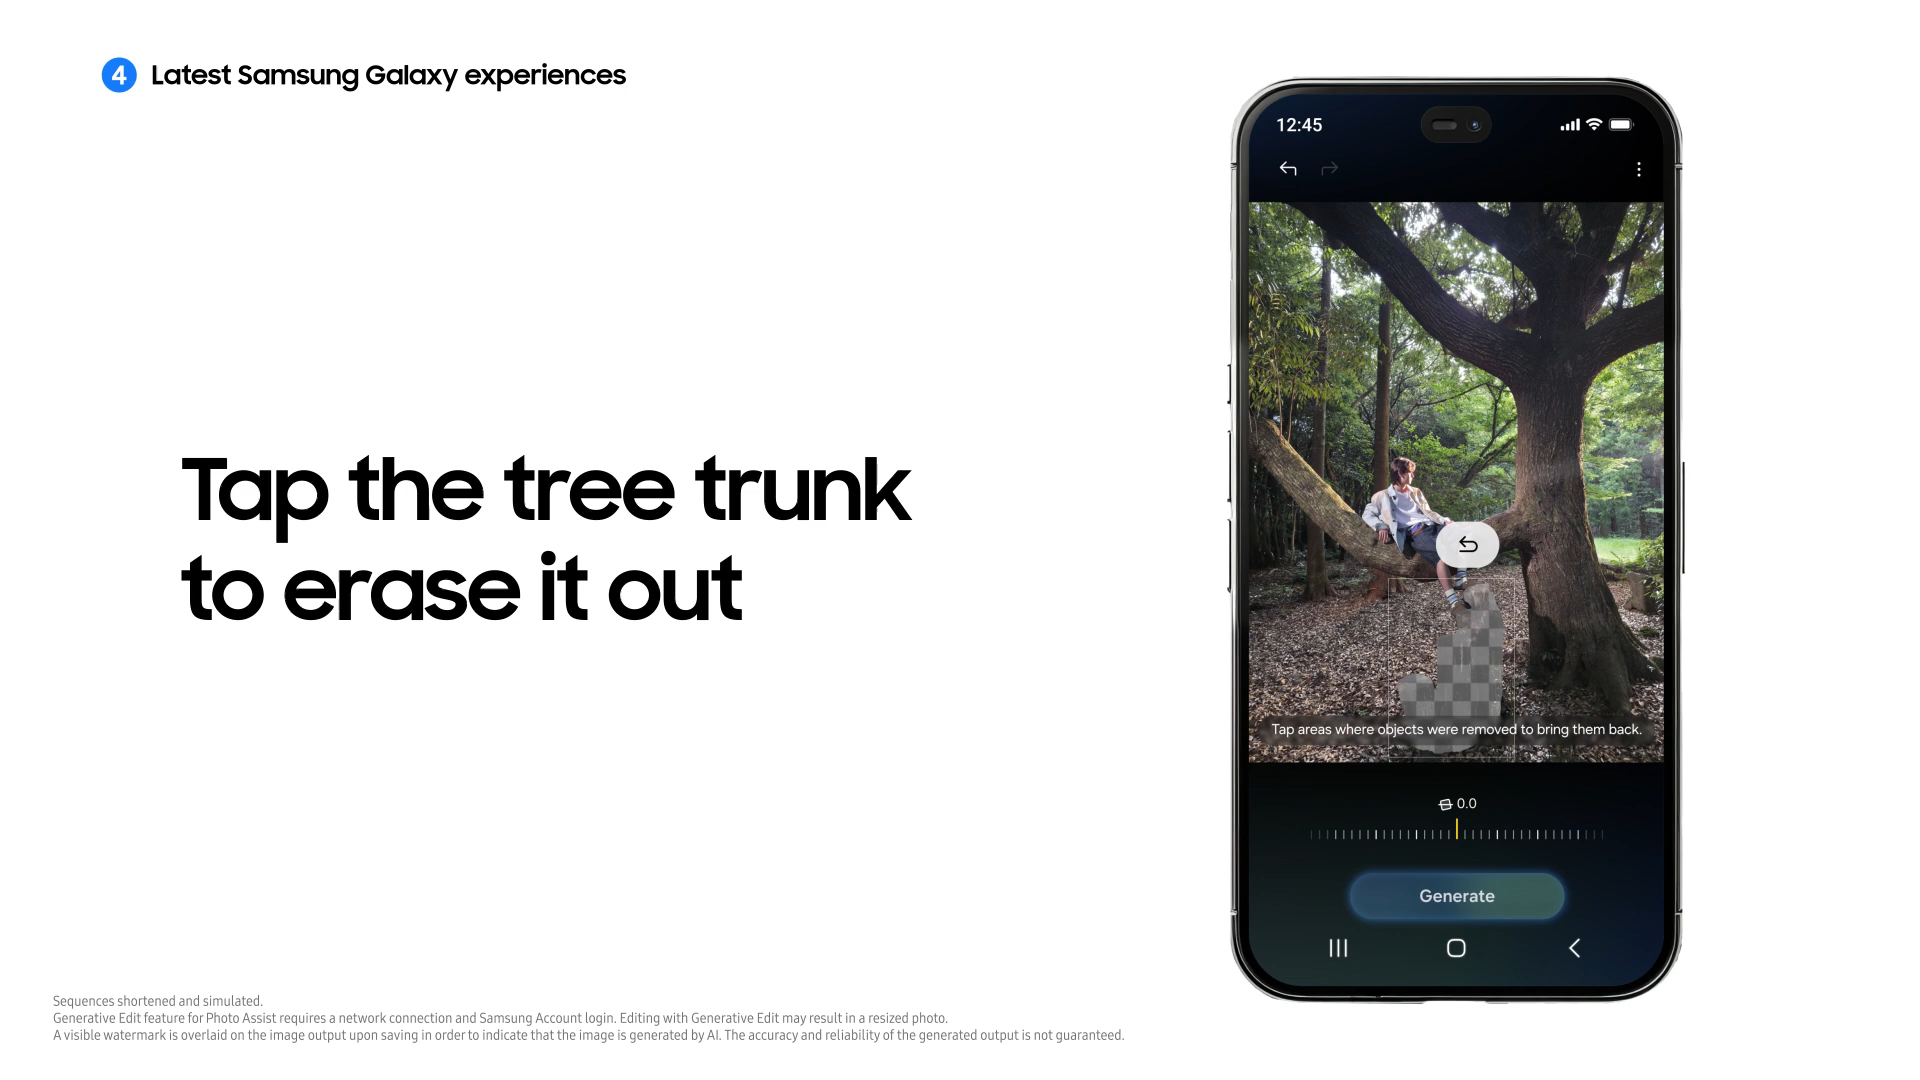 4 Latest Samsung Galaxy experiences
Tap the tree trunk
to erase it out
12:45
Tap areas where objects were removed to bring them back.
0.0
Generate
Sequences shortened and simulated.
Generative Edit feature for Photo Assist requires a network connection and Samsung Account login. Editing with Generative Edit may result in a resized photo.
A visible watermark is overlaid on the image output upon saving in order to indicate that the image is generated by AI. The accuracy and reliability of the generated output is not guaranteed.